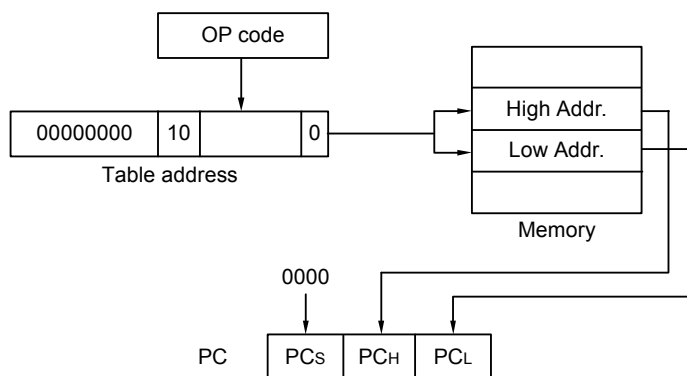 OP code
00000000 10 0
Table address
High Addr.
Low Addr.
Memory
0000
PC PCS PCH PCL